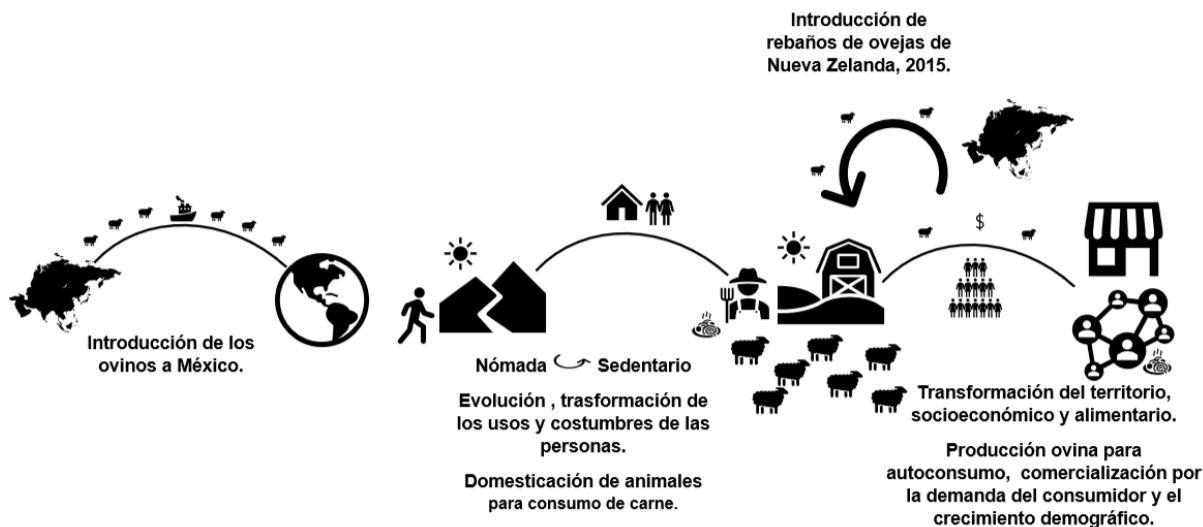 Introducción de los
ovinos a México.
Nómada Sedentario
Evolución , trasformación de
los usos y costumbres de las
personas.
Domesticación de animales
para consumo de carne.
Introducción de
rebaños de ovejas de
Nueva Zelanda, 2015.
$
Transformación del territorio,
socioeconómico y alimentario.
Producción ovina para
autoconsumo, comercialización por
la demanda del consumidor y el
crecimiento demográfico.